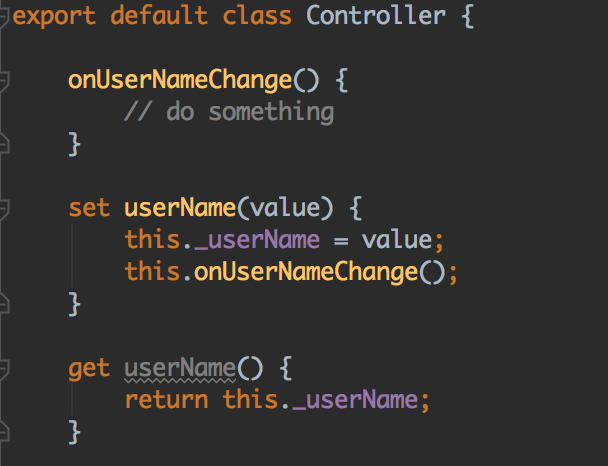 export default class Controller {
onUserNameChange() {
// do something
}
set userName(value) {
this._userName = value;
this.onUserNameChange();
}
get userName() {
return this._userName;
}